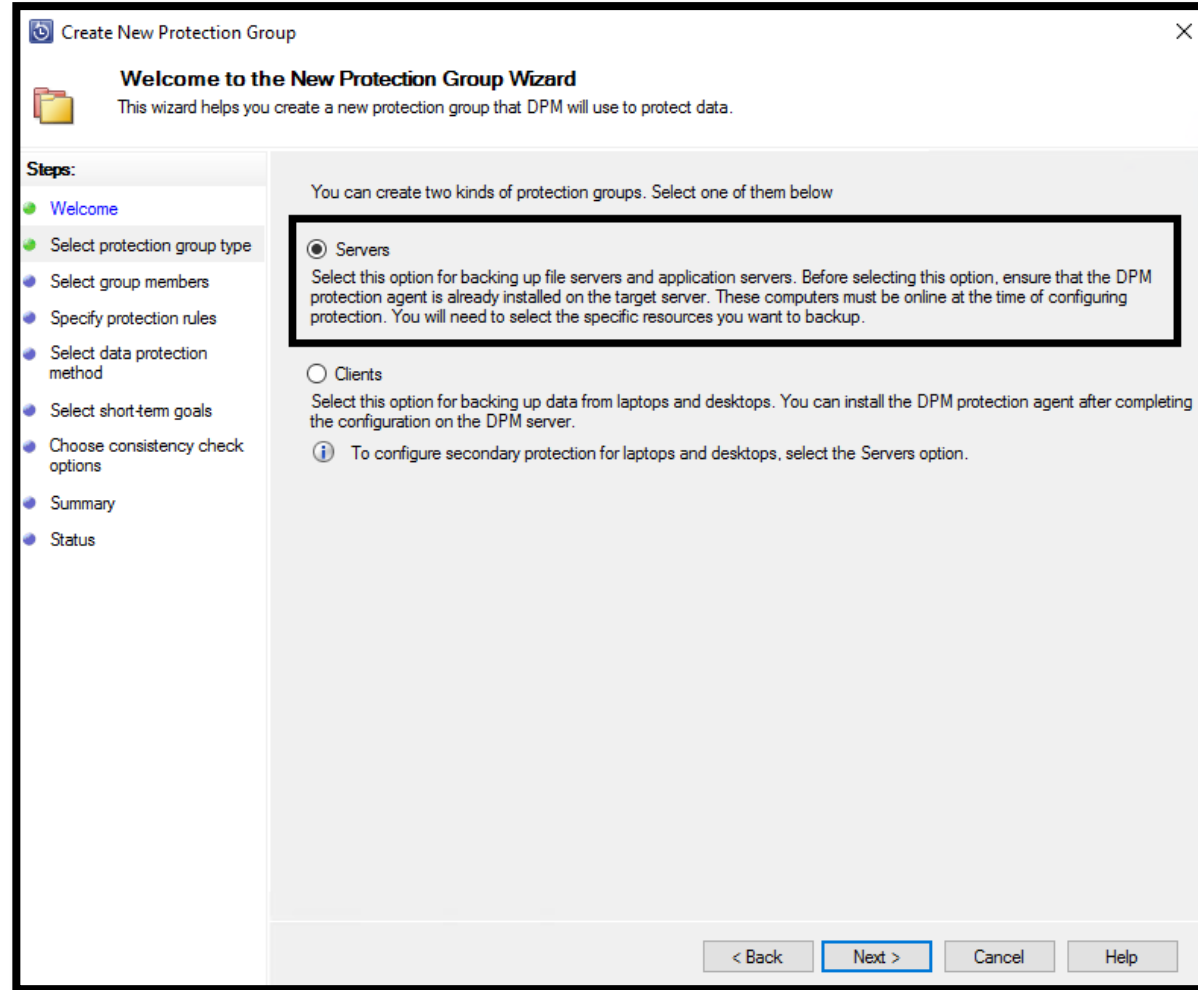 Create New Protection Group
Welcome to the New Protection Group Wizard
This wizard helps you create a new protection group that DPM will use to protect data.
Steps:
Welcome
Select protection group type
Select group members
Specify protection rules
Select data protection
method
Select short-term goals
Choose consistency check
options
Summary
Status
You can create two kinds of protection groups. Select one of them below
Servers
Select this option for backing up file servers and application servers. Before selecting this option, ensure that the DPM
protection agent is already installed on the target server. These computers must be online at the time of configuring
protection. You will need to select the specific resources you want to backup.
Clients
Select this option for backing up data from laptops and desktops. You can install the DPM protection agent after completing
the configuration on the DPM server.
To configure secondary protection for laptops and desktops, select the Servers option.
< Back
Next >
Cancel
Help